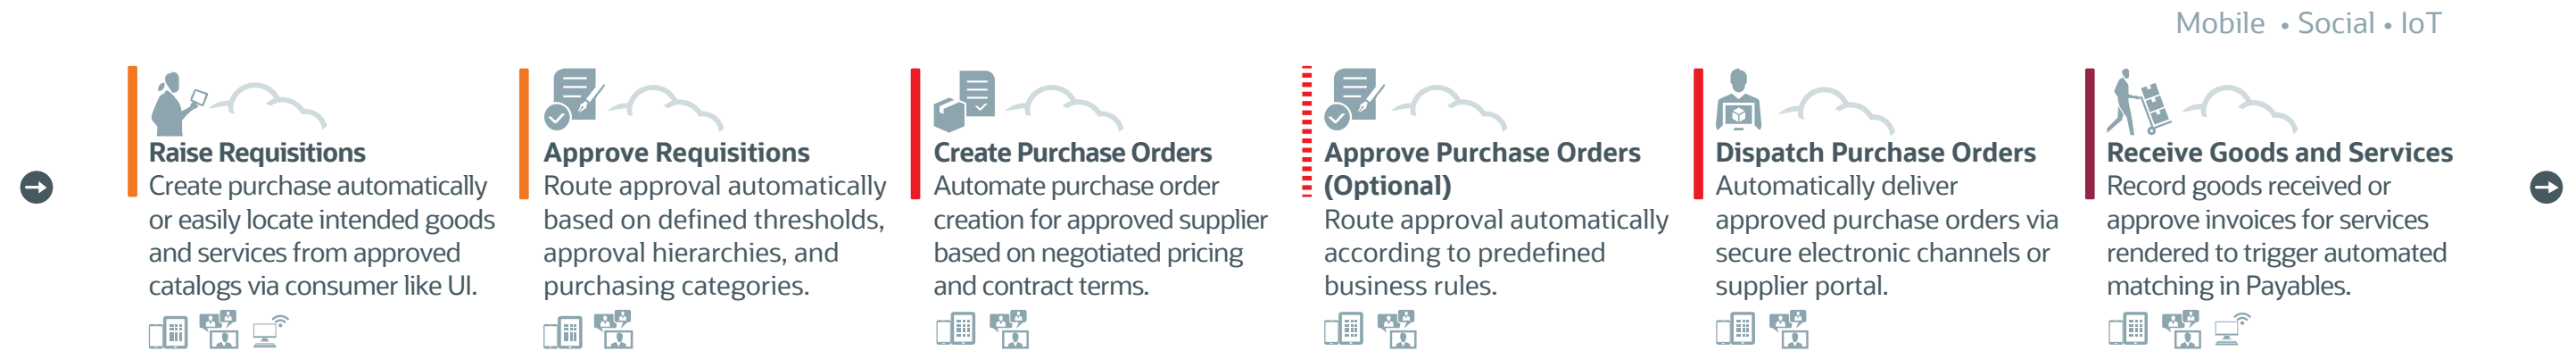 Mobile • Social • IoT
Raise Requisitions
Create purchase automatically
or easily locate intended goods
and services from approved
catalogs via consumer like UI.
Approve Requisitions
Route approval automatically
based on defined thresholds,
approval hierarchies, and
purchasing categories.
Create Purchase Orders
Automate purchase order
creation for approved supplier
based on negotiated pricing
and contract terms.
Approve Purchase Orders
(Optional)
Route approval automatically
according to predefined
business rules.
Dispatch Purchase Orders
Automatically deliver
approved purchase orders via
secure electronic channels or
supplier portal.
Receive Goods and Services
Record goods received or
approve invoices for services
rendered to trigger automated
matching in Payables.